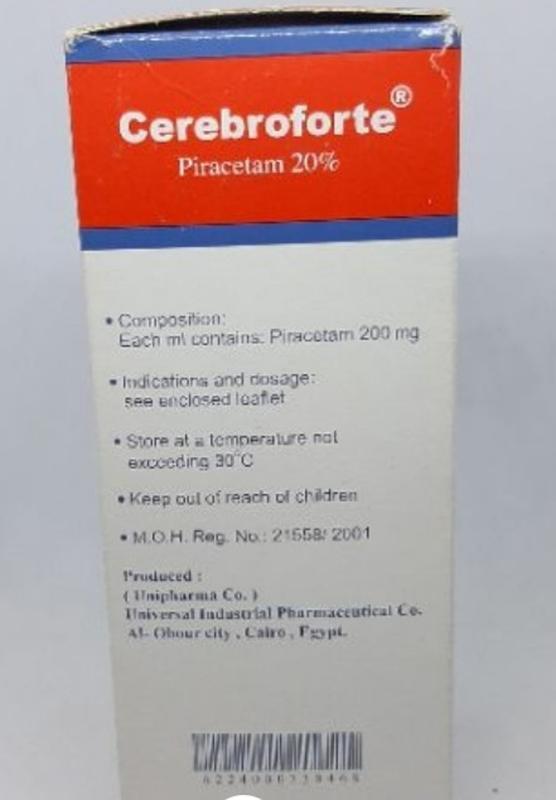 Cerebroforte®
Piracetam 20%
• Composition:
Each ml contains: Piracetam 200 mg
• Indications and dosage:
see enclosed leaflet
• Store at a temperature not
exceeding 30°C
• Keep out of reach of children
• M.O.H. Reg. No.: 21558/ 2001
Produced :
( Unipharma Co. )
Universal Industrial Pharmaceutical Co.
Al- Obour city , Cairo , Egypt.